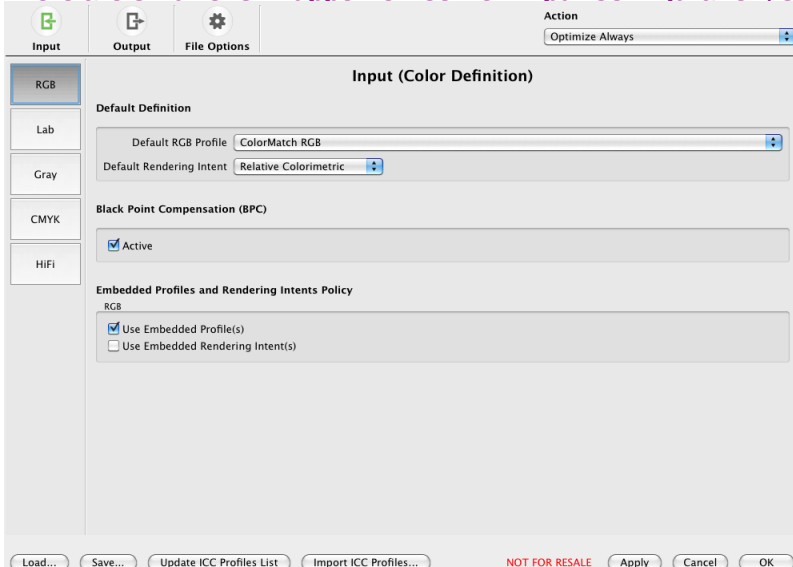 Action
Input Output File Options Optimize Always
Input (Color Definition)
RGB
Lab
Gray
CMYK
HiFi
Default Definition
Default RGB Profile ColorMatch RGB
Default Rendering Intent Relative Colorimetric
Black Point Compensation (BPC)
Active
Embedded Profiles and Rendering Intents Policy
RGB
Use Embedded Profile(s)
Use Embedded Rendering Intent(s)
Load... Save... Update ICC Profiles List Import ICC Profiles... NOT FOR RESALE Apply Cancel OK